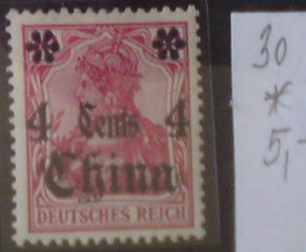 4 Cents 4
China
DEUTSCHES REICH
30
*
5,-